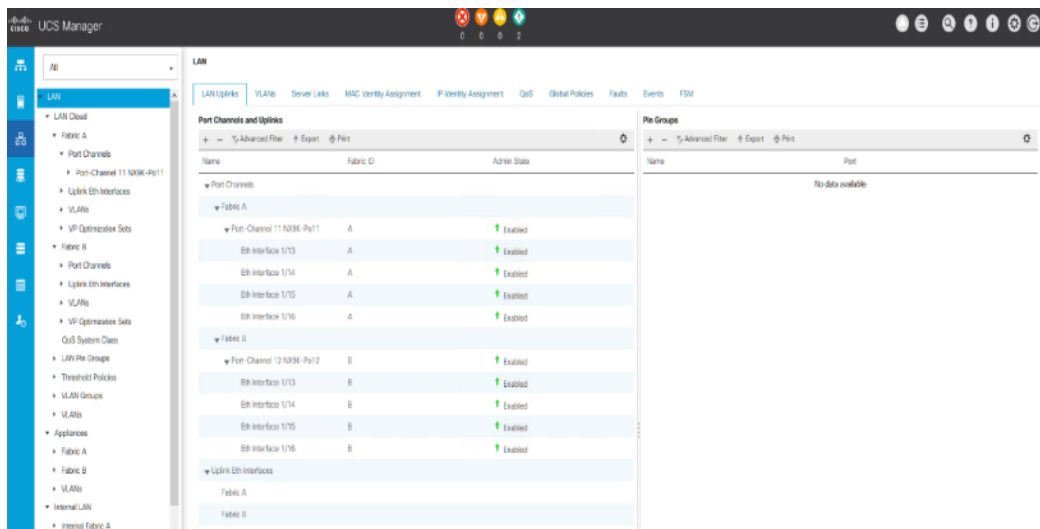 CISCO UCS Manager
0 0 0 2
All
LAN
LAN Cloud
Fabric A
Port Channels
Port-Channel 11 NX9K-Po11
Uplink Eth Interfaces
VLANs
VP Optimization Sets
Fabric B
Port Channels
Uplink Eth Interfaces
VLANs
VP Optimization Sets
QoS System Class
LAN Pin Groups
Threshold Policies
VLAN Groups
VLANs
Appliances
Fabric A
Fabric B
VLANs
Internal LAN
Internal Fabric A
LAN
LAN Uplinks VLANs Server Links MAC Identity Assignment IP Identity Assignment QoS Global Policies Faults Events FSM
Port Channels and Uplinks
+ − Advanced Filter Export Print
Name Fabric ID Admin State
Port Channels
Fabric A
Port-Channel 11 NX9K-Po11 A Enabled
Eth Interface 1/13 A Enabled
Eth Interface 1/14 A Enabled
Eth Interface 1/15 A Enabled
Eth Interface 1/16 A Enabled
Fabric B
Port-Channel 12 NX9K-Po12 B Enabled
Eth Interface 1/13 B Enabled
Eth Interface 1/14 B Enabled
Eth Interface 1/15 B Enabled
Eth Interface 1/16 B Enabled
Uplink Eth Interfaces
Fabric A
Fabric B
Pin Groups
+ − Advanced Filter Export Print
Name Port
No data available